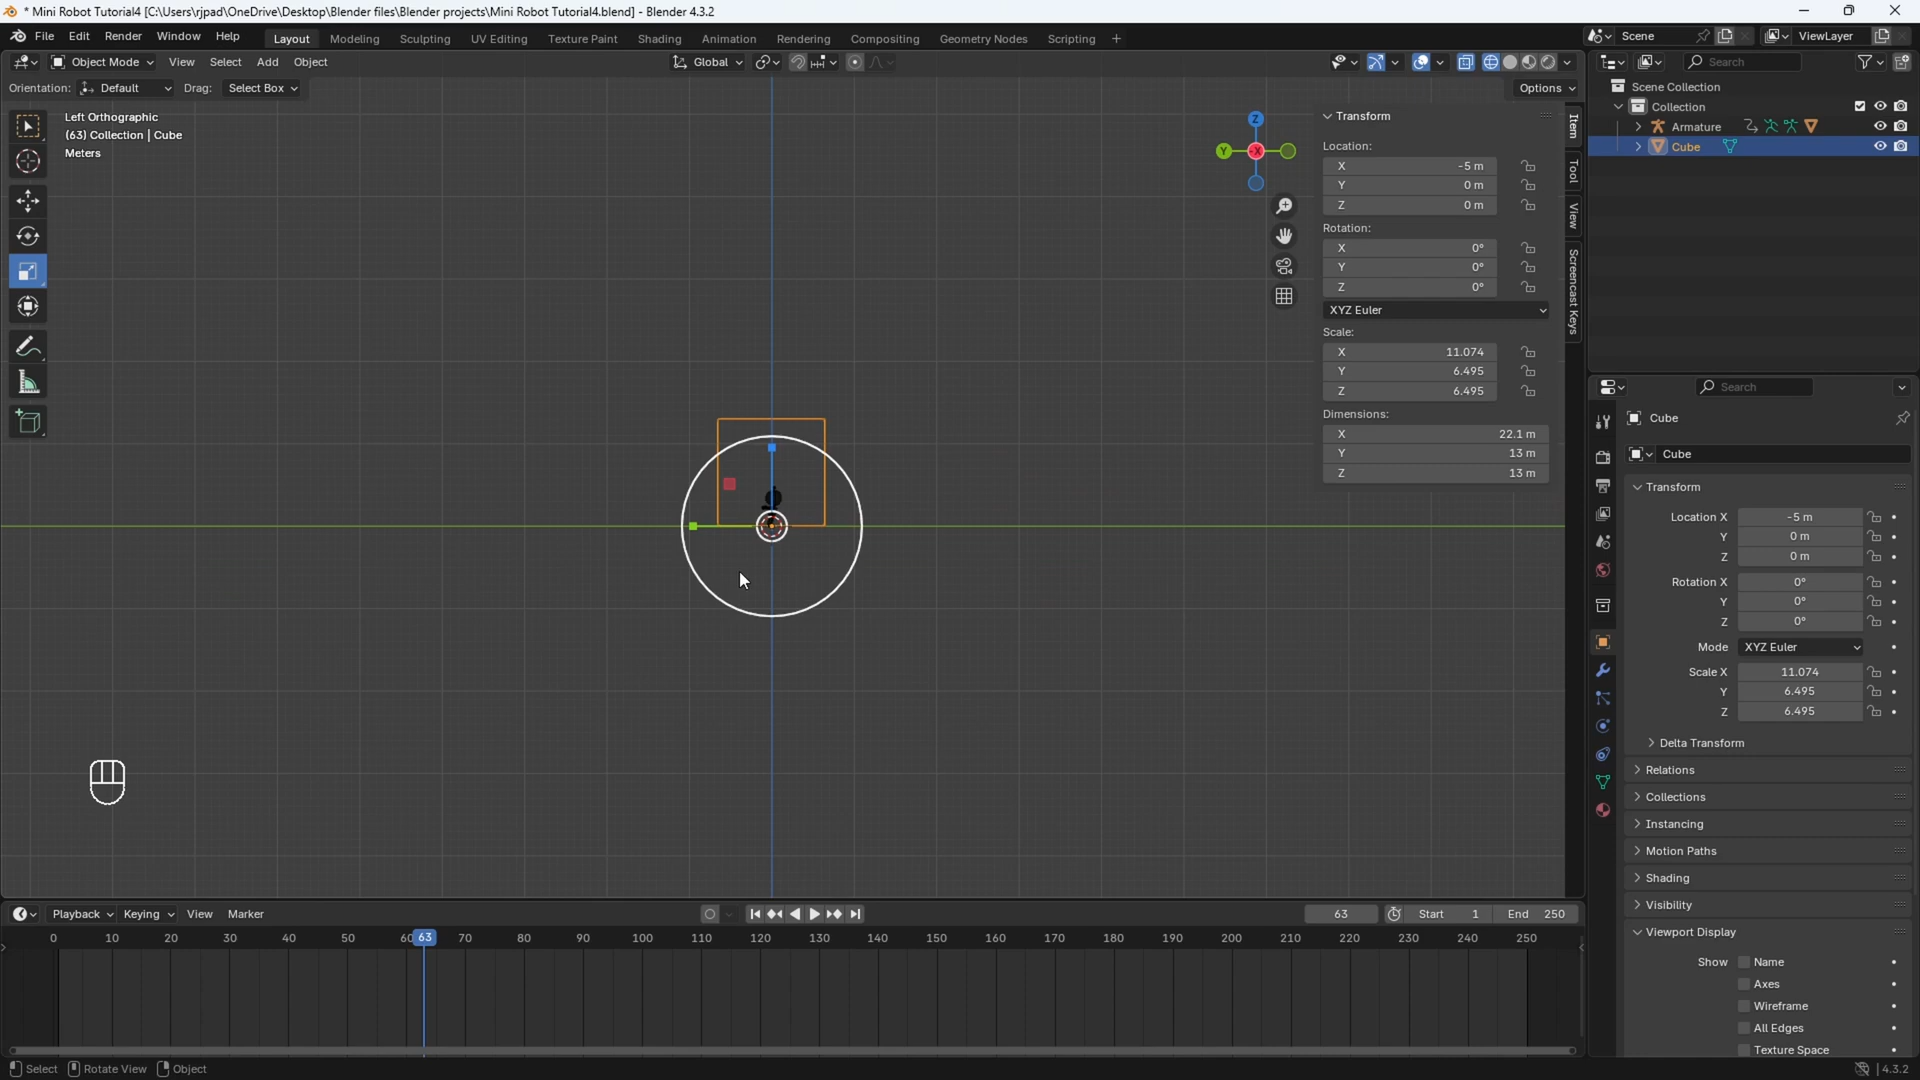 * Mini Robot Tutorial4 [C:\Users\rjpad\OneDrive\Desktop\Blender files\Blender projects\Mini Robot Tutorial4.blend] - Blender 4.3.2
File Edit Render Window Help Layout Modeling Sculpting UV Editing Texture Paint Shading Animation Rendering Compositing Geometry Nodes Scripting + Scene ViewLayer
Object Mode View Select Add Object Global Search
Orientation: Default Drag: Select Box Options
Left Orthographic
(63) Collection | Cube
Meters
Z
Y
-X
Transform
Location:
X -5 m
Y 0 m
Z 0 m
Rotation:
X 0°
Y 0°
Z 0°
XYZ Euler
Scale:
X 11.074
Y 6.495
Z 6.495
Dimensions:
X 22.1 m
Y 13 m
Z 13 m
Item
Tool
View
Screencast Keys
Scene Collection
Collection
Armature
Cube
Search
Cube
Cube
Transform
Location X -5 m
Y 0 m
Z 0 m
Rotation X 0°
Y 0°
Z 0°
Mode XYZ Euler
Scale X 11.074
Y 6.495
Z 6.495
Delta Transform
Relations
Collections
Instancing
Motion Paths
Shading
Visibility
Viewport Display
Show Name
Axes
Wireframe
All Edges
Texture Space
Playback Keying View Marker 63 Start 1 End 250
0 10 20 30 40 50 60 63 70 80 90 100 110 120 130 140 150 160 170 180 190 200 210 220 230 240 250
Select Rotate View Object 4.3.2